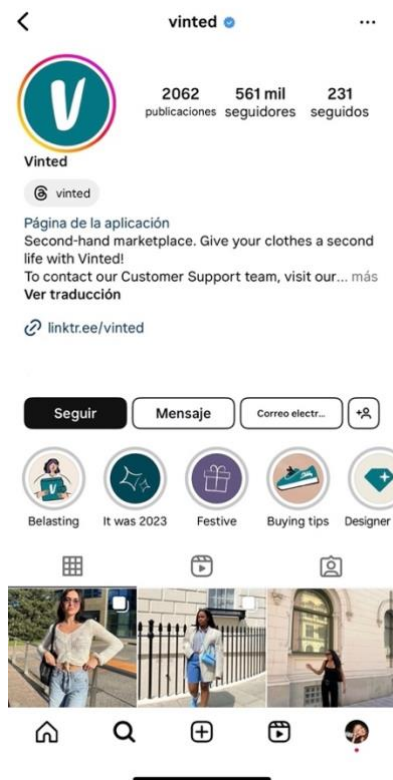 vinted
2062 561 mil 231
publicaciones seguidores seguidos
V
Vinted
vinted
Página de la aplicación
Second-hand marketplace. Give your clothes a second
life with Vinted!
To contact our Customer Support team, visit our... más
Ver traducción
linktr.ee/vinted
Seguir Mensaje Correo electr...
V
Belasting It was 2023 Festive Buying tips Designer